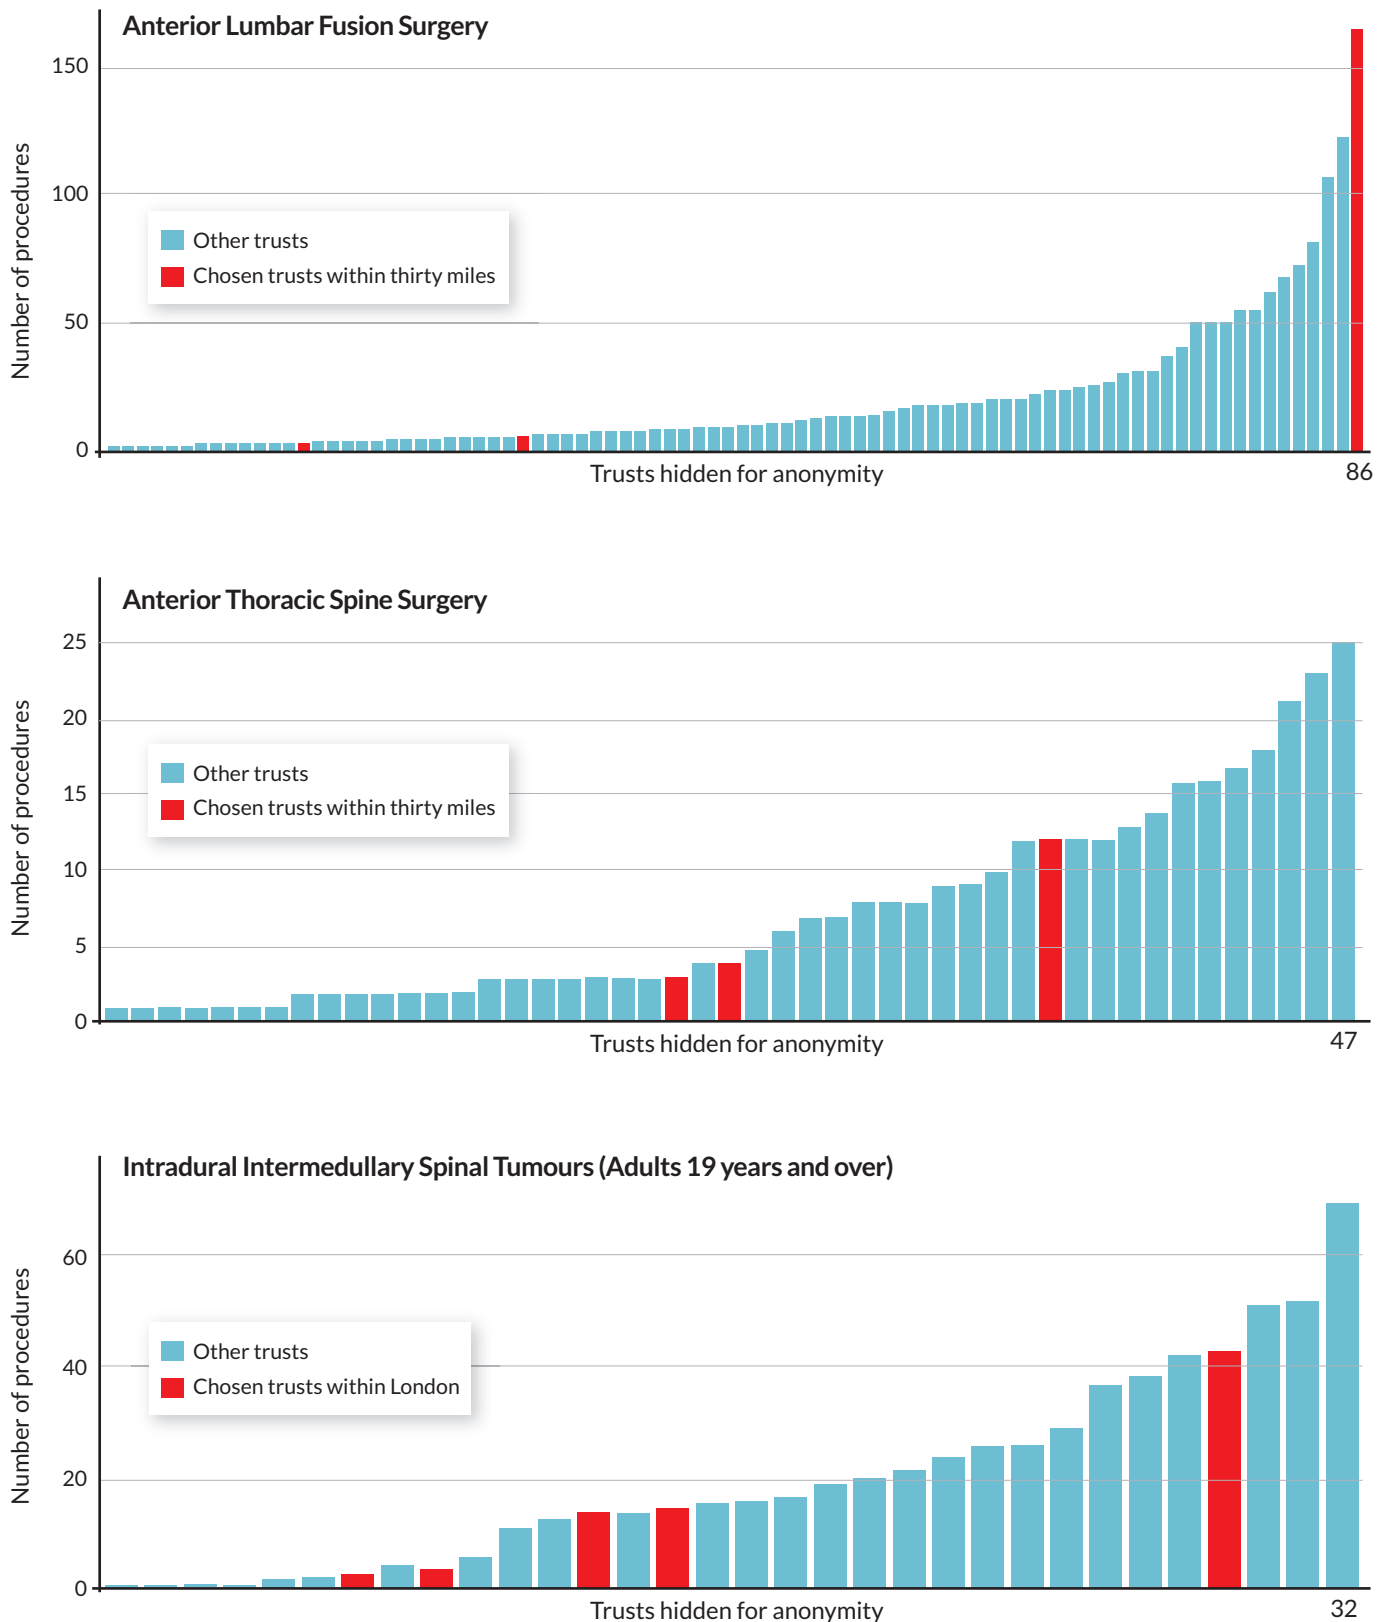 Anterior Lumbar Fusion Surgery
150
100
50
0
Number of procedures
Other trusts
Chosen trusts within thirty miles
Trusts hidden for anonymity
86
Anterior Thoracic Spine Surgery
25
20
15
10
5
0
Number of procedures
Other trusts
Chosen trusts within thirty miles
Trusts hidden for anonymity
47
Intradural Intermedullary Spinal Tumours (Adults 19 years and over)
60
40
20
0
Number of procedures
Other trusts
Chosen trusts within London
Trusts hidden for anonymity
32